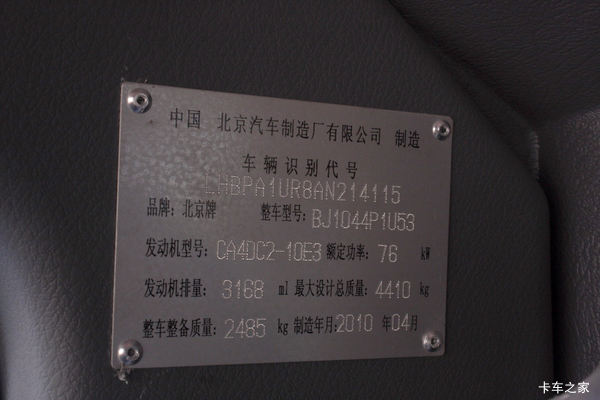 中国 北京汽车制造厂有限公司 制造
车辆识别代号
LHBPA1UR8AN214115
品牌：北京牌 整车型号：BJ1044P1U53
发动机型号：CA4DC2-10E3 额定功率：76 kW
发动机排量：3168 ml 最大设计总质量：4410 kg
整车整备质量：2485 kg 制造年月：2010 年04月
卡车之家